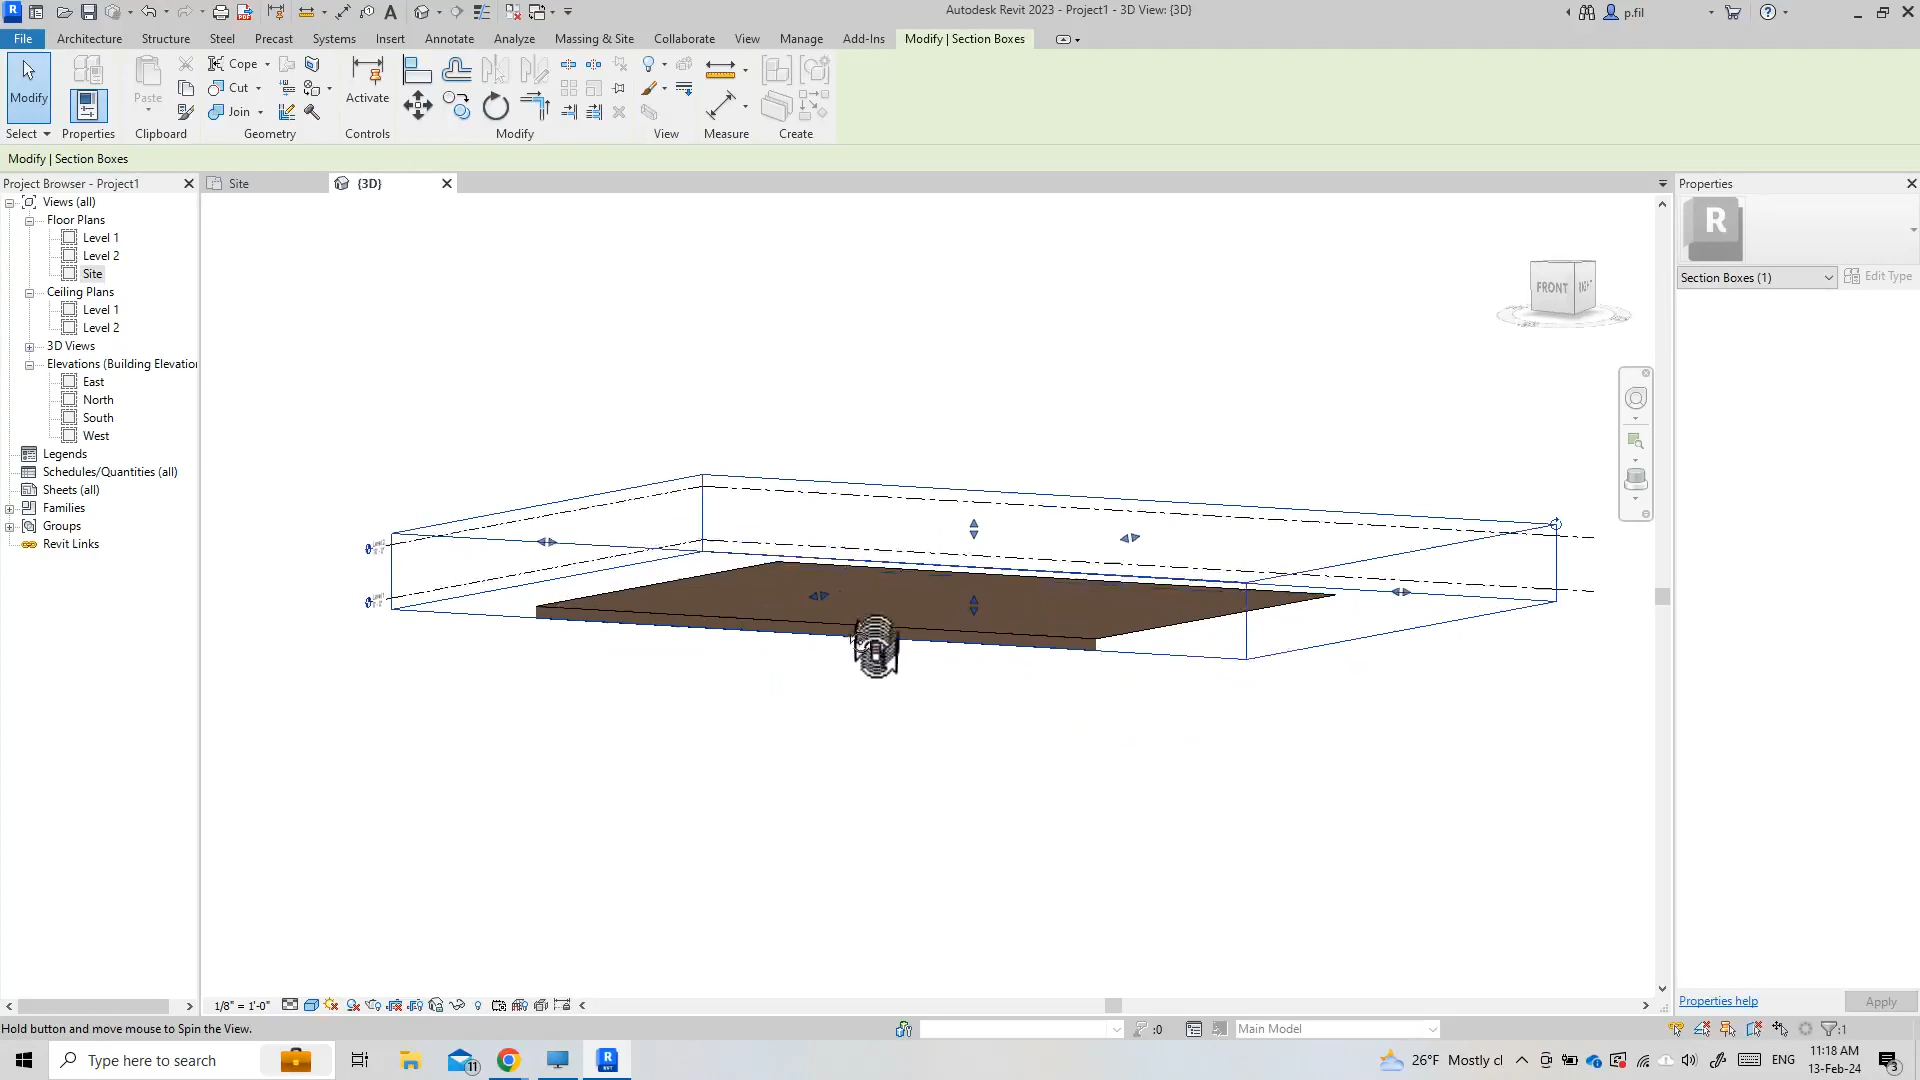 Autodesk Revit 2023 - Project1 - 3D View: {3D}
p.fil
File
Architecture
Structure
Steel
Precast
Systems
Insert
Annotate
Analyze
Massing & Site
Collaborate
View
Manage
Add-Ins
Modify | Section Boxes
Modify
Paste
Cope
Cut
Join
Activate
Select
Properties
Clipboard
Geometry
Controls
Modify
View
Measure
Create
Modify | Section Boxes
Project Browser - Project1
Site
{3D}
Properties
Views (all)
Floor Plans
Level 1
Level 2
Site
Ceiling Plans
Level 1
Level 2
3D Views
Elevations (Building Elevation
East
North
South
West
Legends
Schedules/Quantities (all)
Sheets (all)
Families
Groups
Revit Links
FRONT
RIGHT
R
Section Boxes (1)
Edit Type
1/8" = 1'-0"
Properties help
Apply
Hold button and move mouse to Spin the View.
:0
Main Model
:1
Type here to search
11
26°F Mostly cl
ENG
11:18 AM
13-Feb-24
3